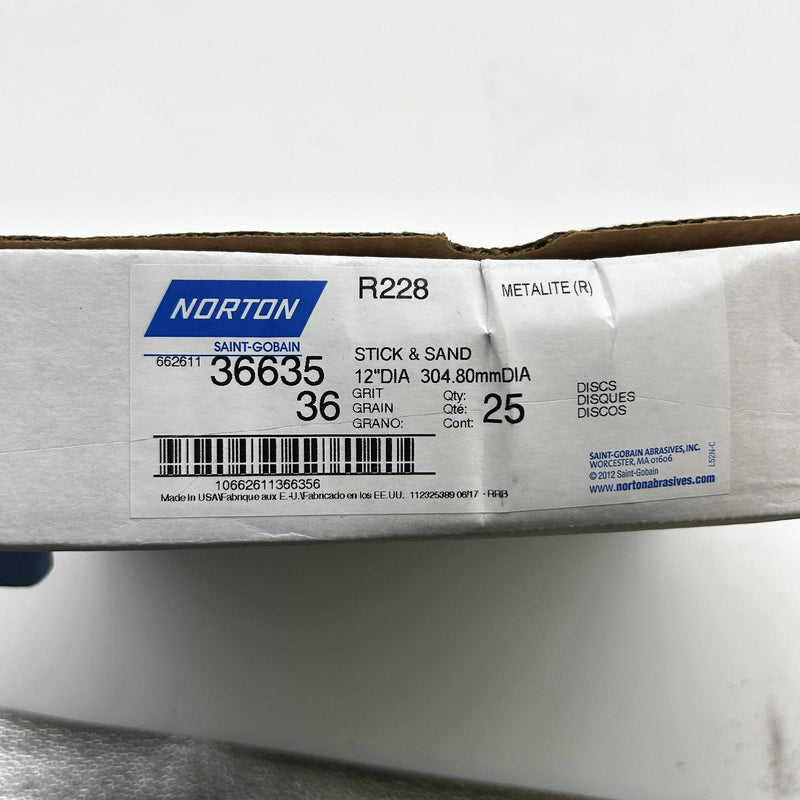 NORTON
SAINT-GOBAIN
R228
METALITE (R)
662611 36635
STICK & SAND
12"DIA 304.80mmDIA
36
GRIT
GRAIN
GRANO:
Qty:
Qté:
Cont:
25
DISCS
DISQUES
DISCOS
10662611366356
Made in USA\Fabrique aux E.-U.\Fabricado en los EE.UU. 112325389 06/17 -RRB
SAINT-GOBAIN ABRASIVES, INC.
WORCESTER, MA 01606
© 2012 Saint-Gobain
www.nortonabrasives.com
L52N-C